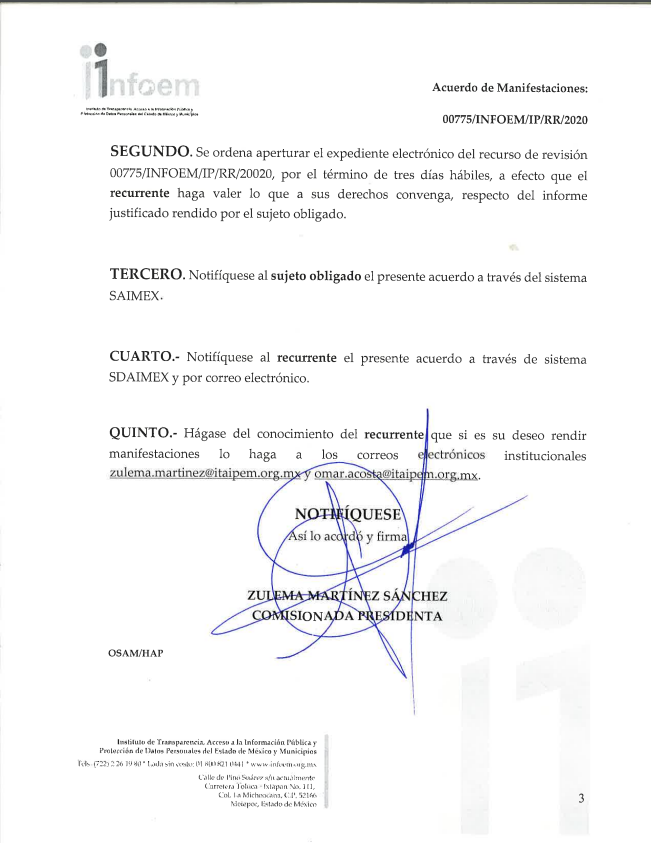 infoem
Instituto de Transparencia, Acceso a la Información Pública y
Protección de Datos Personales del Estado de México y Municipios
Acuerdo de Manifestaciones:
00775/INFOEM/IP/RR/2020
SEGUNDO. Se ordena aperturar el expediente electrónico del recurso de revisión
00775/INFOEM/IP/RR/20020, por el término de tres días hábiles, a efecto que el
recurrente haga valer lo que a sus derechos convenga, respecto del informe
justificado rendido por el sujeto obligado.
TERCERO. Notifíquese al sujeto obligado el presente acuerdo a través del sistema
SAIMEX.
CUARTO.- Notifíquese al recurrente el presente acuerdo a través de sistema
SDAIMEX y por correo electrónico.
QUINTO.- Hágase del conocimiento del recurrente que si es su deseo rendir
manifestaciones lo haga a los correos electrónicos institucionales
zulema.martinez@itaipem.org.mx y omar.acosta@itaipem.org.mx.
NOTIFÍQUESE
Así lo acordó y firma
ZULEMA MARTÍNEZ SÁNCHEZ
COMISIONADA PRESIDENTA
OSAM/HAP
Instituto de Transparencia, Acceso a la Información Pública y
Protección de Datos Personales del Estado de México y Municipios
Tels. (722) 2 26 19 80 * Lada sin costo: 01 800 821 0441 * www.infoem.org.mx
Calle de Pino Suárez s/n actualmente
Carretera Toluca - Ixtapan No. 111,
Col. La Michoacana, C.P. 52166
Metepec, Estado de México
3